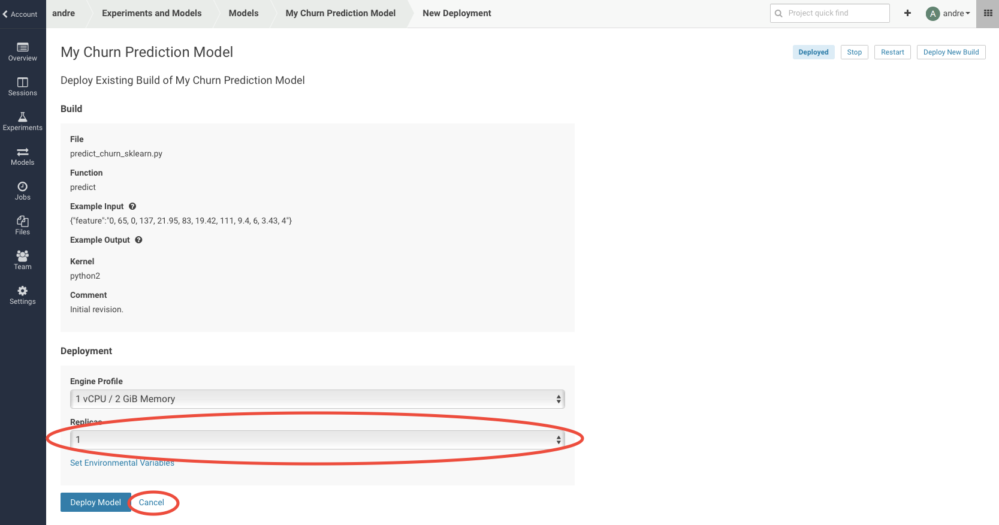 Account
andre
Experiments and Models
Models
My Churn Prediction Model
New Deployment
Project quick find
A
andre
Overview
Sessions
Experiments
Models
Jobs
Files
Team
Settings
My Churn Prediction Model
Deployed
Stop
Restart
Deploy New Build
Deploy Existing Build of My Churn Prediction Model
Build
File
predict_churn_sklearn.py
Function
predict
Example Input ?
{"feature":"0, 65, 0, 137, 21.95, 83, 19.42, 111, 9.4, 6, 3.43, 4"}
Example Output ?
Kernel
python2
Comment
Initial revision.
Deployment
Engine Profile
1 vCPU / 2 GiB Memory
Replicas
1
Set Environmental Variables
Deploy Model
Cancel